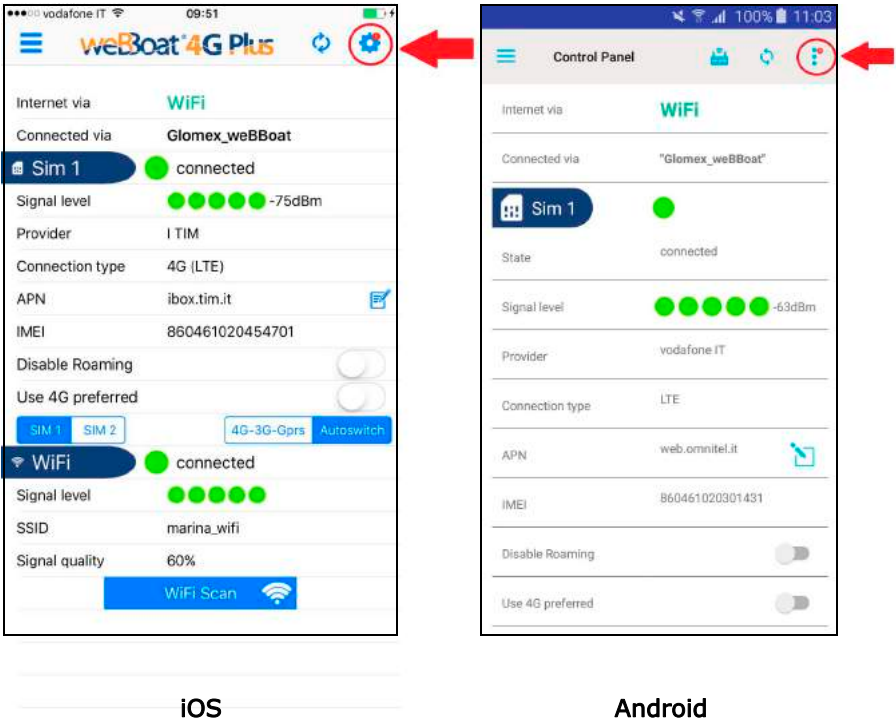 vodafone IT 09:51
weBBoat 4G Plus
Internet via WiFi
Connected via Glomex_weBBoat
Sim 1 connected
Signal level -75dBm
Provider I TIM
Connection type 4G (LTE)
APN ibox.tim.it
IMEI 860461020454701
Disable Roaming
Use 4G preferred
SIM 1 SIM 2 4G-3G-Gprs Autoswitch
WiFi connected
Signal level
SSID marina_wifi
Signal quality 60%
WiFi Scan
iOS
100% 11:03
Control Panel
Internet via WiFi
Connected via "Glomex_weBBoat"
Sim 1
State connected
Signal level -63dBm
Provider vodafone IT
Connection type LTE
APN web.omnitel.it
IMEI 860461020301431
Disable Roaming
Use 4G preferred
Android